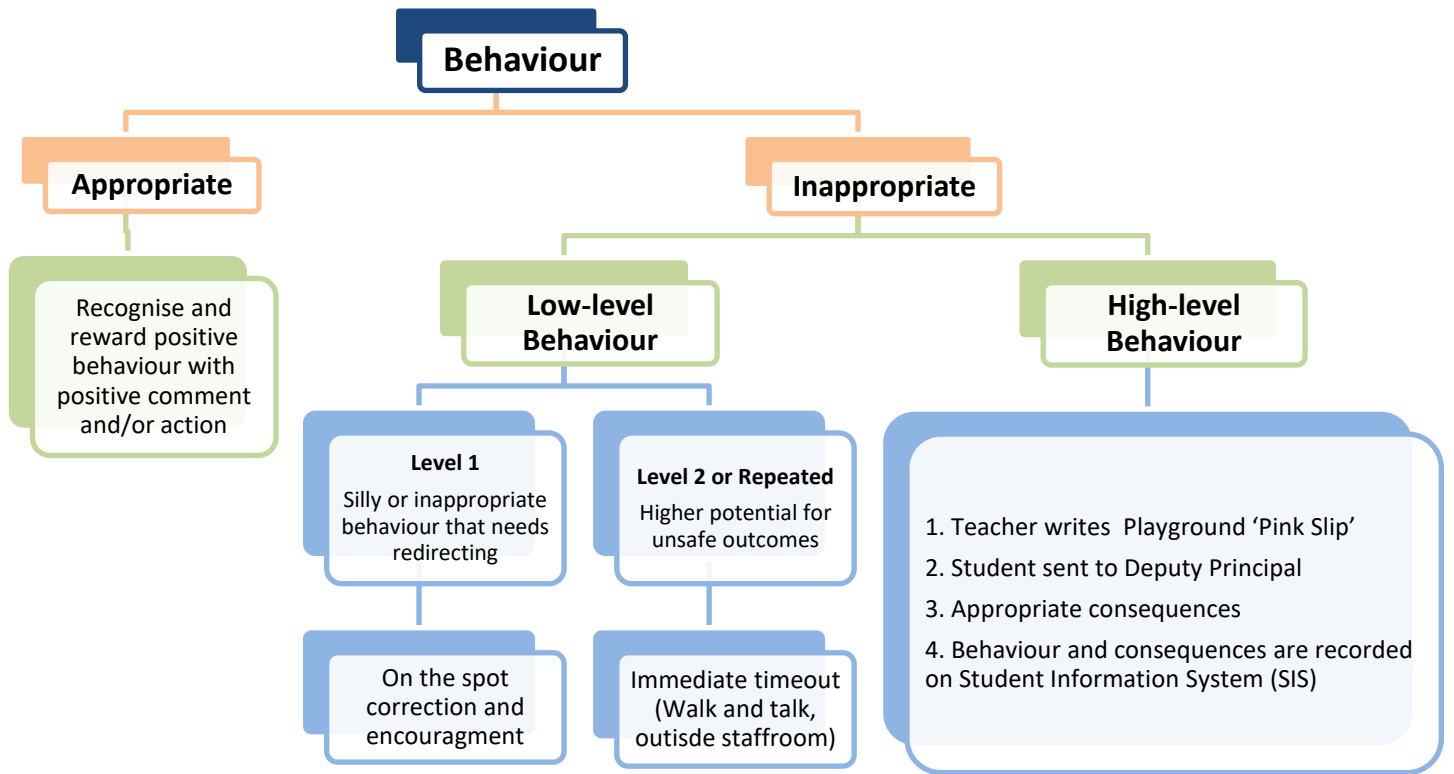 Behaviour
Appropriate
Inappropriate
Recognise and
reward positive
behaviour with
positive comment
and/or action
Low-level
Behaviour
High-level
Behaviour
Level 1
Silly or inappropriate
behaviour that needs
redirecting
Level 2 or Repeated
Higher potential for
unsafe outcomes
On the spot
correction and
encouragment
Immediate timeout
(Walk and talk,
outisde staffroom)
1. Teacher writes  Playground ‘Pink Slip’
2. Student sent to Deputy Principal
3. Appropriate consequences
4. Behaviour and consequences are recorded
on Student Information System (SIS)